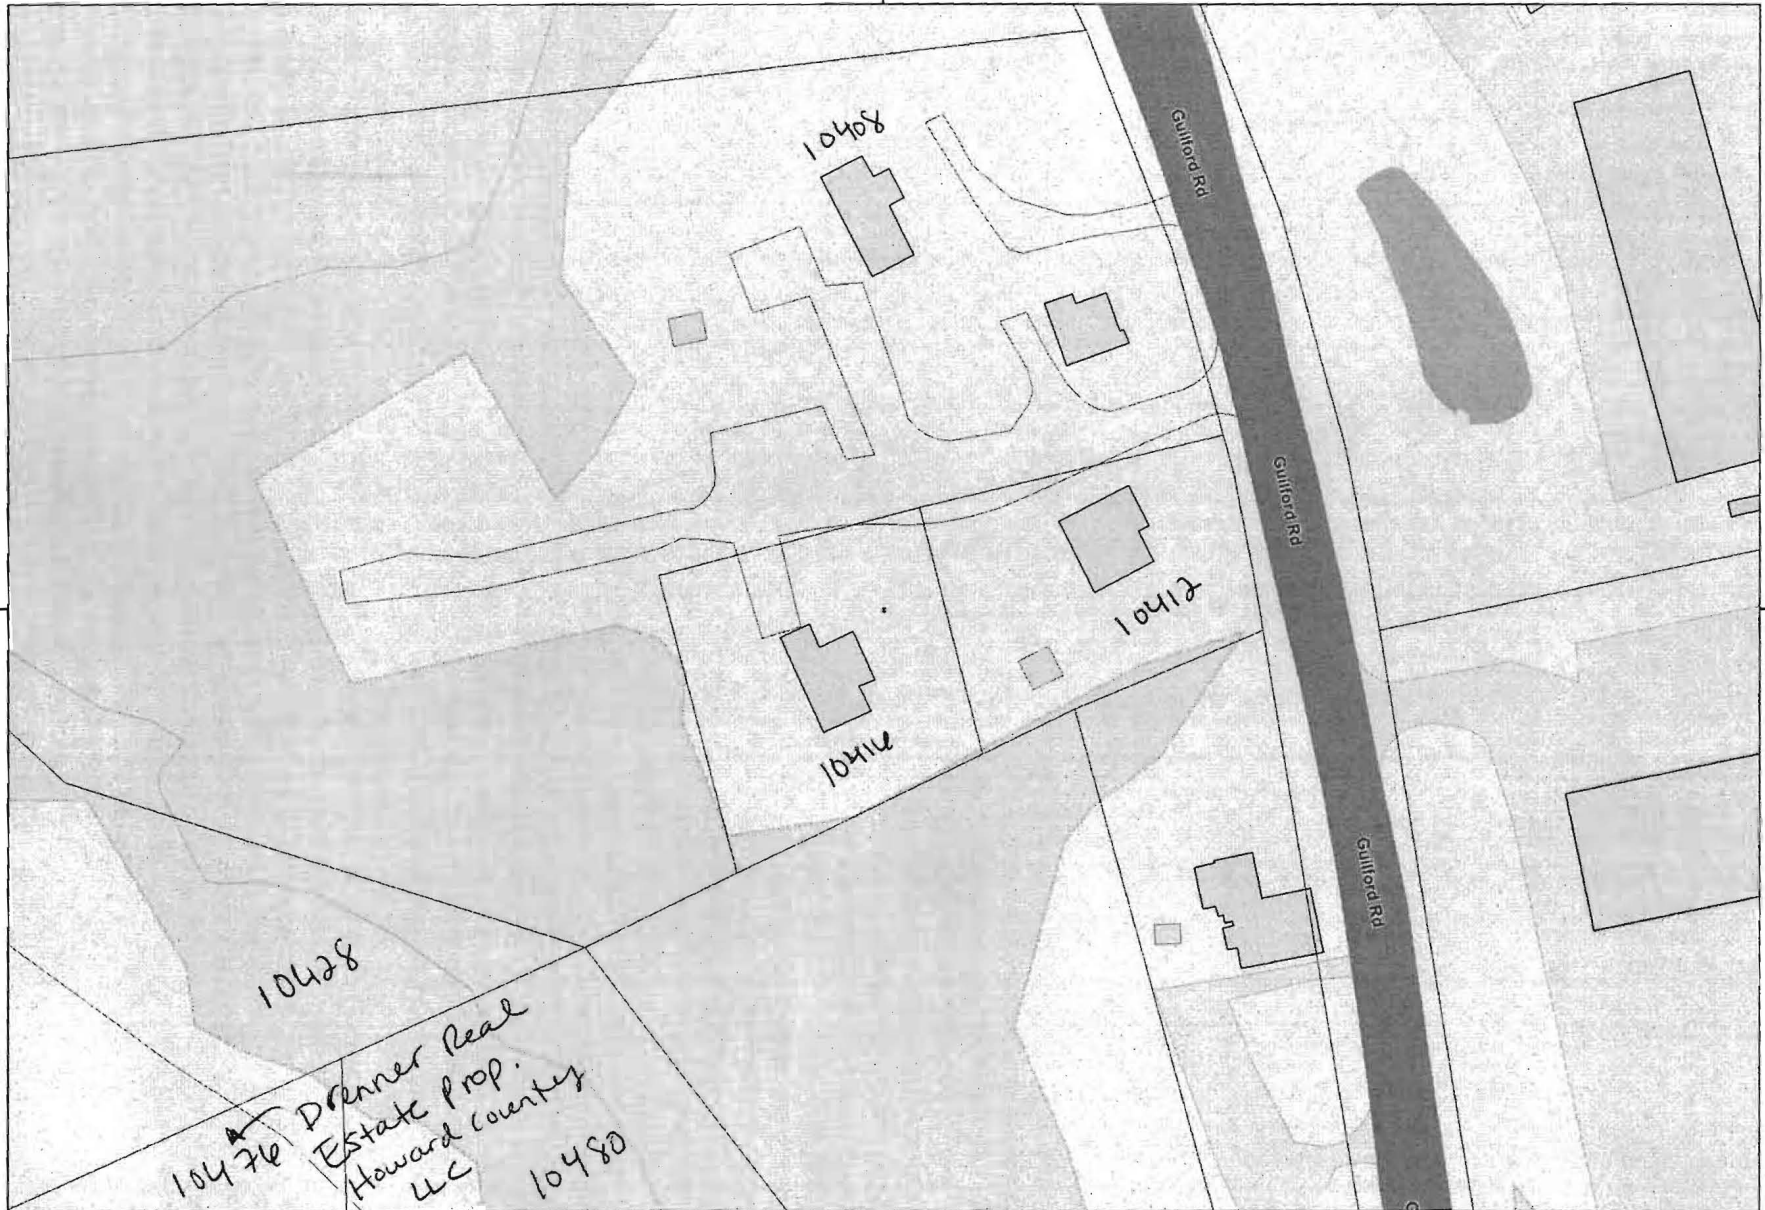 10408
Guilford Rd
Guilford Rd
10412
10416
Guilford Rd
10428
10476 Drenner Real
Estate Prop.
Howard County
LLC
10480